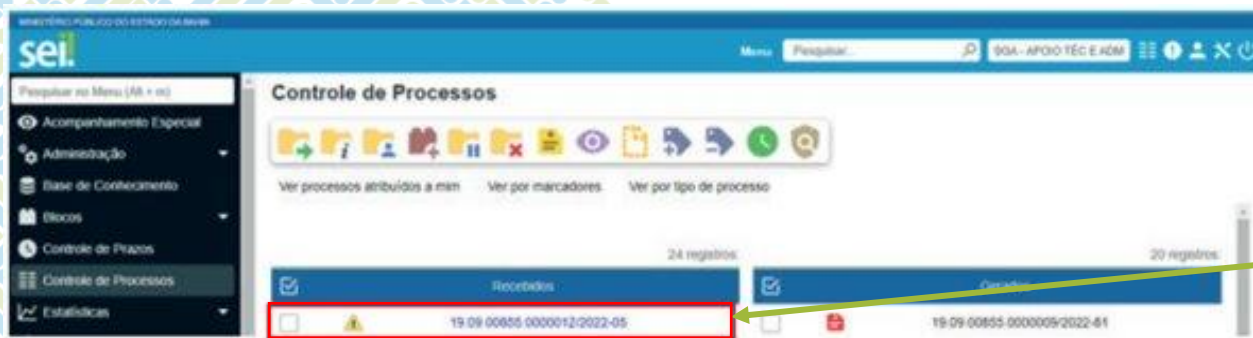 MINISTÉRIO PÚBLICO DO ESTADO DA BAHIA
sei!
Menu
Pesquisar...
SGA - APOIO TÉC E ADM
Pesquisar no Menu (Alt + m)
Acompanhamento Especial
Administração
Base de Conhecimento
Blocos
Controle de Prazos
Controle de Processos
Estatísticas
Controle de Processos
Ver processos atribuídos a mim Ver por marcadores Ver por tipo de processo
24 registros:
20 registros:
Recebidos
Gerados
19.09.00855.0000012/2022-05
19.09.00855.0000009/2022-61